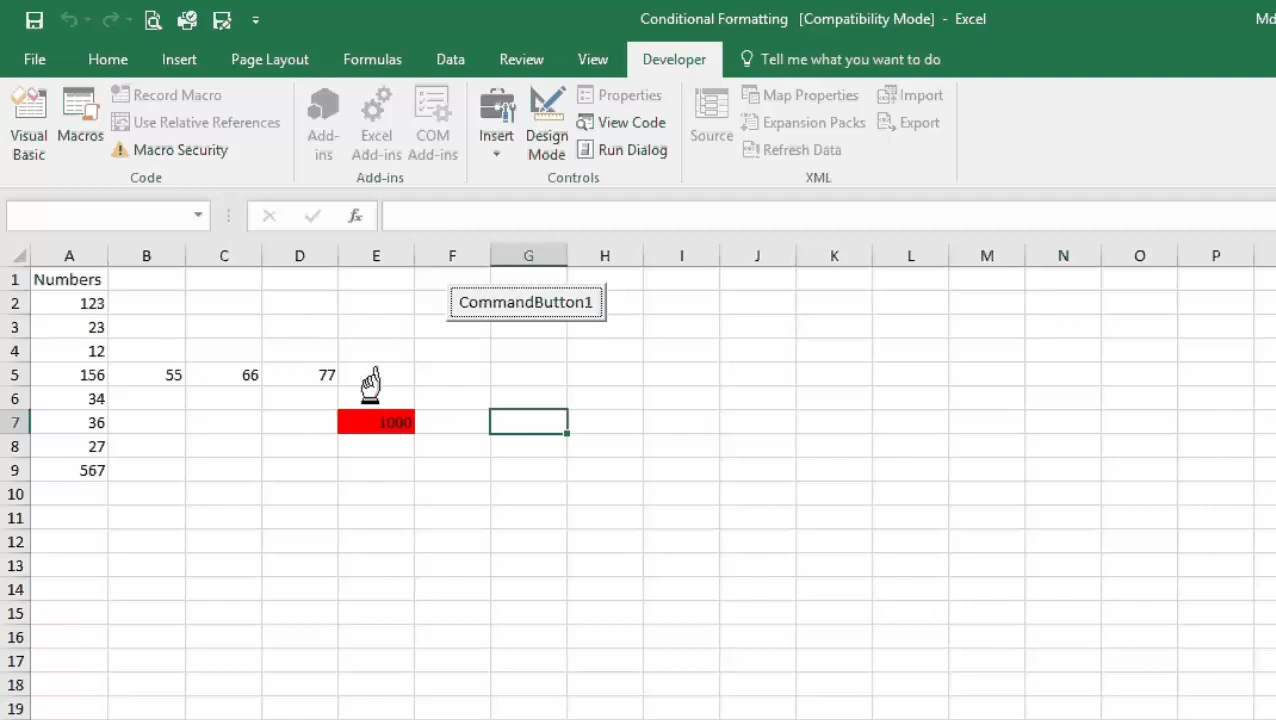 Conditional Formatting [Compatibility Mode] - Excel
File Home Insert Page Layout Formulas Data Review View Developer Tell me what you want to do
Visual Basic
Macros
Record Macro
Use Relative References
Macro Security
Code
Add-ins
Excel Add-ins
COM Add-ins
Add-ins
Insert
Design Mode
Properties
View Code
Run Dialog
Controls
Source
Map Properties
Expansion Packs
Refresh Data
Import
Export
XML
fx
A B C D E F G H I J K L M N O P
1 Numbers
CommandButton1
2 123
3 23
4 12
5 156 55 66 77
6 34
7 36 1000
8 27
9 567
10
11
12
13
14
15
16
17
18
19